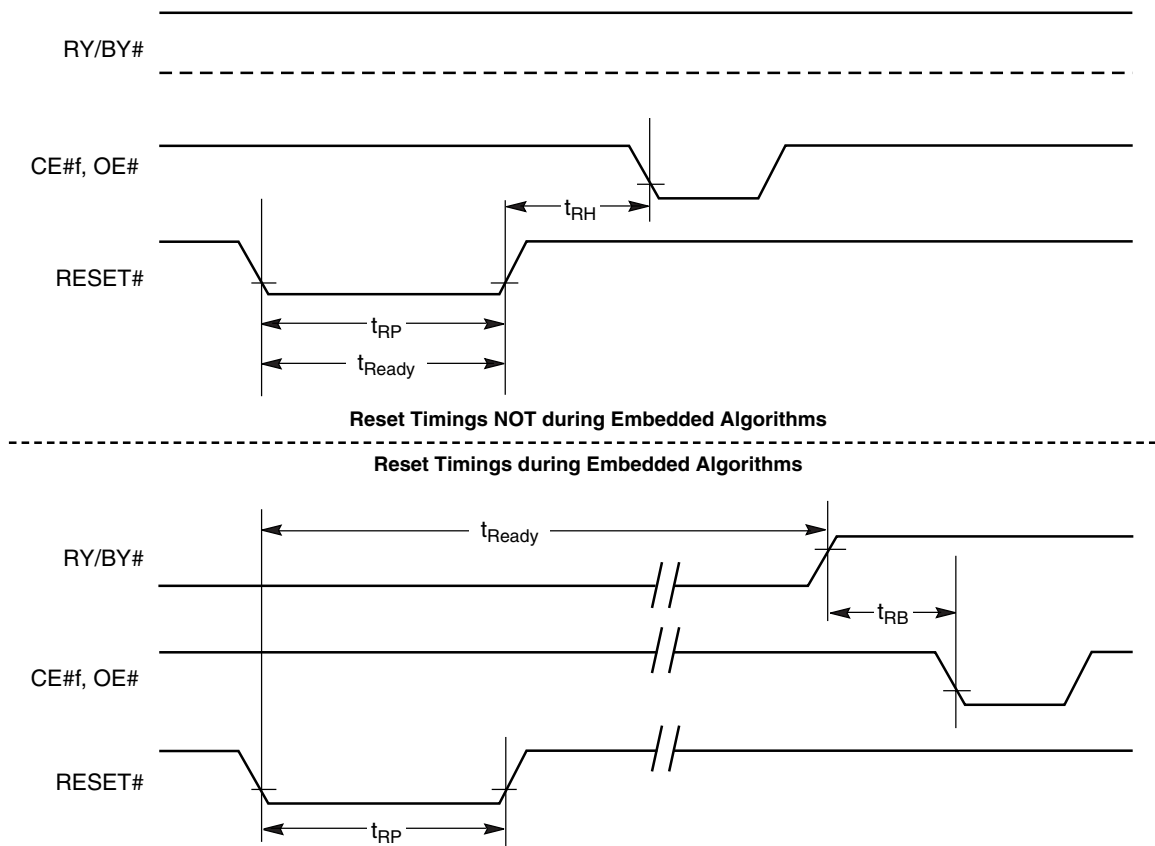 RY/BY#
CE#f, OE#
tRH
RESET#
tRP
tReady
Reset Timings NOT during Embedded Algorithms
Reset Timings during Embedded Algorithms
tReady
RY/BY#
tRB
CE#f, OE#
RESET#
tRP